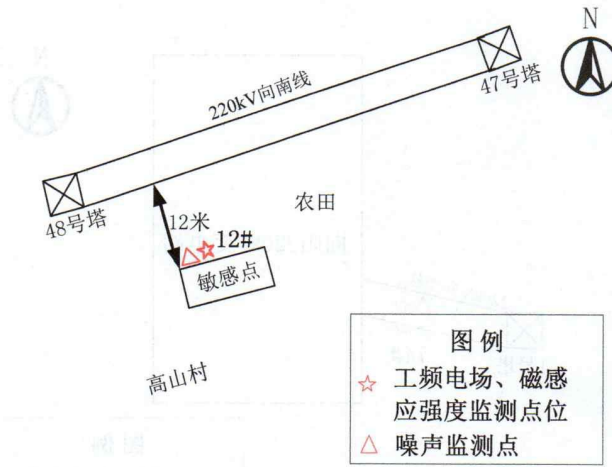 N
220kV向南线
47号塔
48号塔
农田
12米
12#
敏感点
高山村
图例
工频电场、磁感
应强度监测点位
噪声监测点